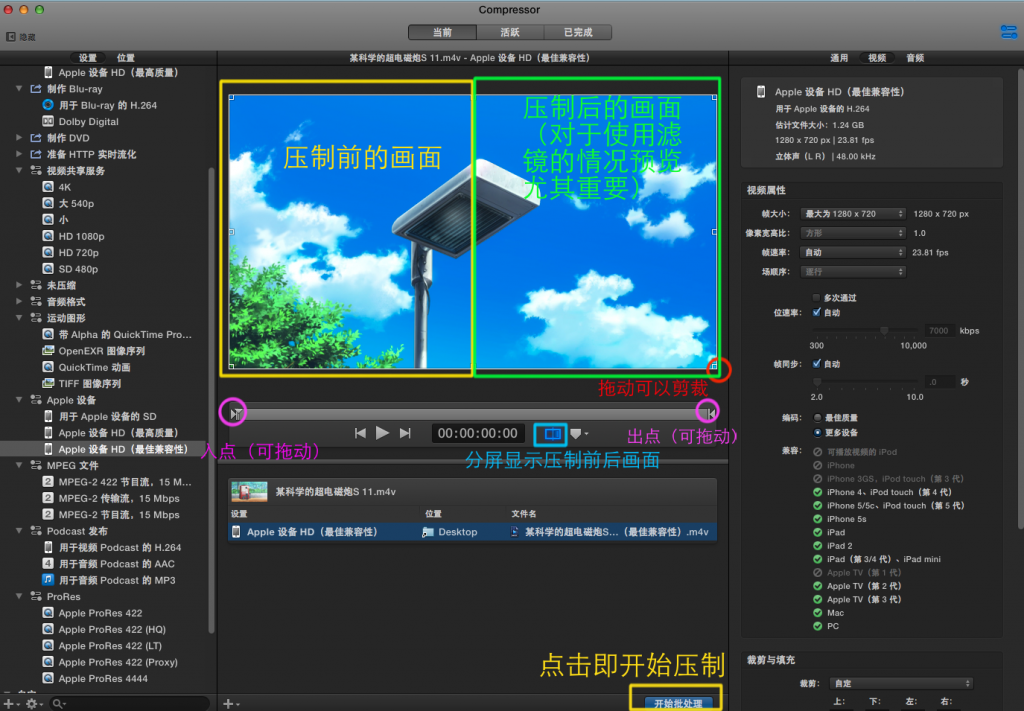 Compressor
隐藏
当前 活跃 已完成
设置 位置
某科学的超电磁炮S 11.m4v - Apple 设备 HD（最佳兼容性）
通用 视频 音频
Apple 设备 HD（最高质量）
制作 Blu-ray
用于 Blu-ray 的 H.264
Dolby Digital
制作 DVD
准备 HTTP 实时流化
视频共享服务
4K
大 540p
小
HD 1080p
HD 720p
SD 480p
未压缩
音频格式
运动图形
带 Alpha 的 QuickTime Pro...
OpenEXR 图像序列
QuickTime 动画
TIFF 图像序列
Apple 设备
用于 Apple 设备的 SD
Apple 设备 HD（最高质量）
Apple 设备 HD（最佳兼容性）
MPEG 文件
MPEG-2 422 节目流，15 M...
MPEG-2 传输流，15 Mbps
MPEG-2 节目流，15 Mbps
Podcast 发布
用于视频 Podcast 的 H.264
用于音频 Podcast 的 AAC
用于音频 Podcast 的 MP3
ProRes
Apple ProRes 422
Apple ProRes 422 (HQ)
Apple ProRes 422 (LT)
Apple ProRes 422 (Proxy)
Apple ProRes 4444
压制前的画面
压制后的画面
（对于使用滤
镜的情况预览
尤其重要）
拖动可以剪裁
入点（可拖动）
00:00:00:00
出点（可拖动）
分屏显示压制前后画面
某科学的超电磁炮S 11.m4v
设置 位置 文件名
Apple 设备 HD（最佳兼容性） Desktop 某科学的超电磁炮S...（最佳兼容性）.m4v
点击即开始压制
开始批处理
Apple 设备 HD（最佳兼容性）
用于 Apple 设备的 H.264
估计文件大小：1.24 GB
1280 x 720 | 23.81 fps
立体声（L R）| 48.00 kHz
视频属性
帧大小： 最大为 1280 x 720 1280 x 720 px
像素宽高比： 方形 1.0
帧速率： 自动 23.81 fps
场顺序： 逐行
多次通过
位速率： 自动
7000 kbps
300 10,000
帧同步： 自动
.0 秒
2.0 10.0
编码： 最佳质量
更多设备
兼容： 可播放视频的 iPod
iPhone
iPhone 3GS、iPod touch（第 3 代）
iPhone 4、iPod touch（第 4 代）
iPhone 5/5c、iPod touch（第 5 代）
iPhone 5s
iPad
iPad 2
iPad（第 3/4 代）、iPad mini
Apple TV（第 1 代）
Apple TV（第 2 代）
Apple TV（第 3 代）
Mac
PC
裁剪与填充
裁剪： 自定
上： 下： 左： 右：